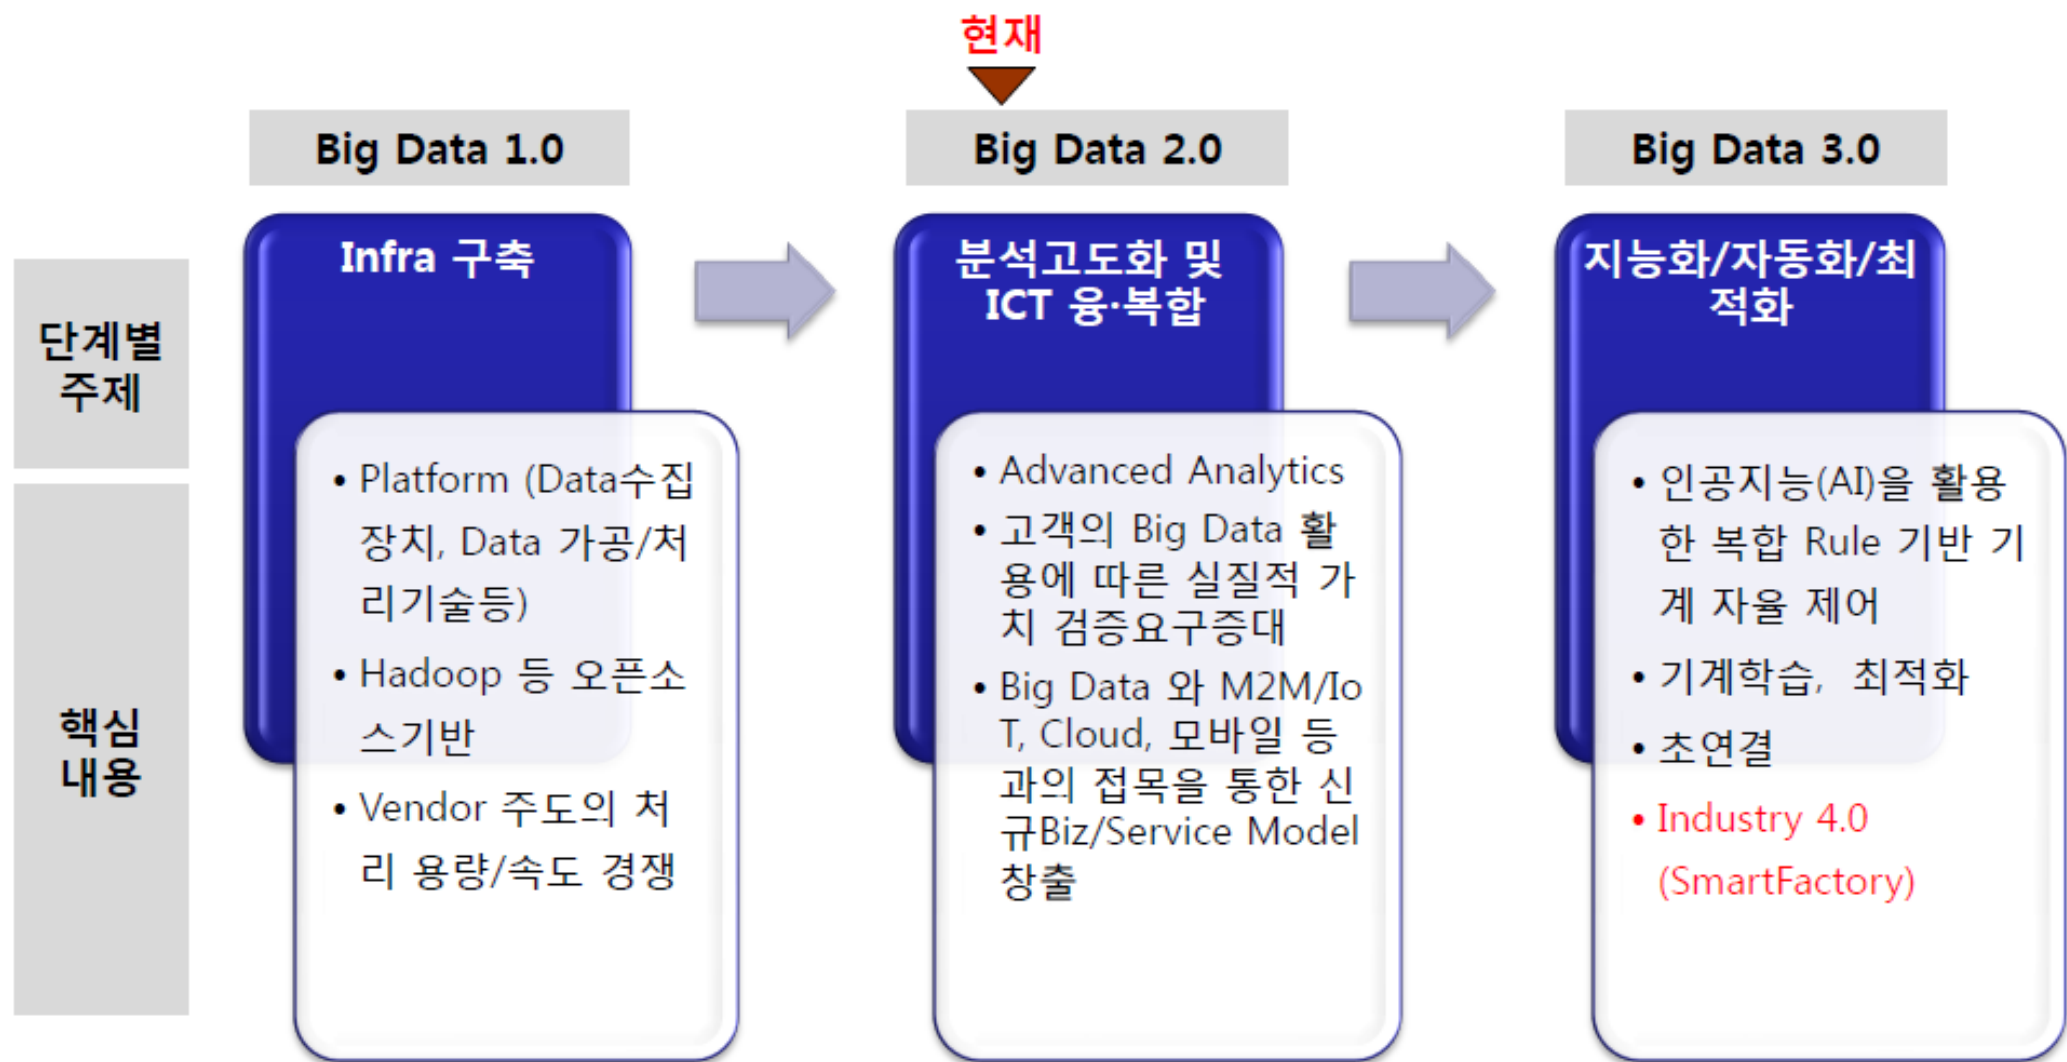 현재
Big Data 1.0
Big Data 2.0
Big Data 3.0
단계별
주제
Infra 구축
분석고도화 및
ICT 융·복합
지능화/자동화/최
적화
핵심
내용
• Platform (Data수집
장치, Data 가공/처
리기술등)
• Hadoop 등 오픈소
스기반
• Vendor 주도의 처
리 용량/속도 경쟁
• Advanced Analytics
• 고객의 Big Data 활
용에 따른 실질적 가
치 검증요구증대
• Big Data 와 M2M/Io
T, Cloud, 모바일 등
과의 접목을 통한 신
규Biz/Service Model
창출
• 인공지능(AI)을 활용
한 복합 Rule 기반 기
계 자율 제어
• 기계학습, 최적화
• 초연결
• Industry 4.0
(SmartFactory)